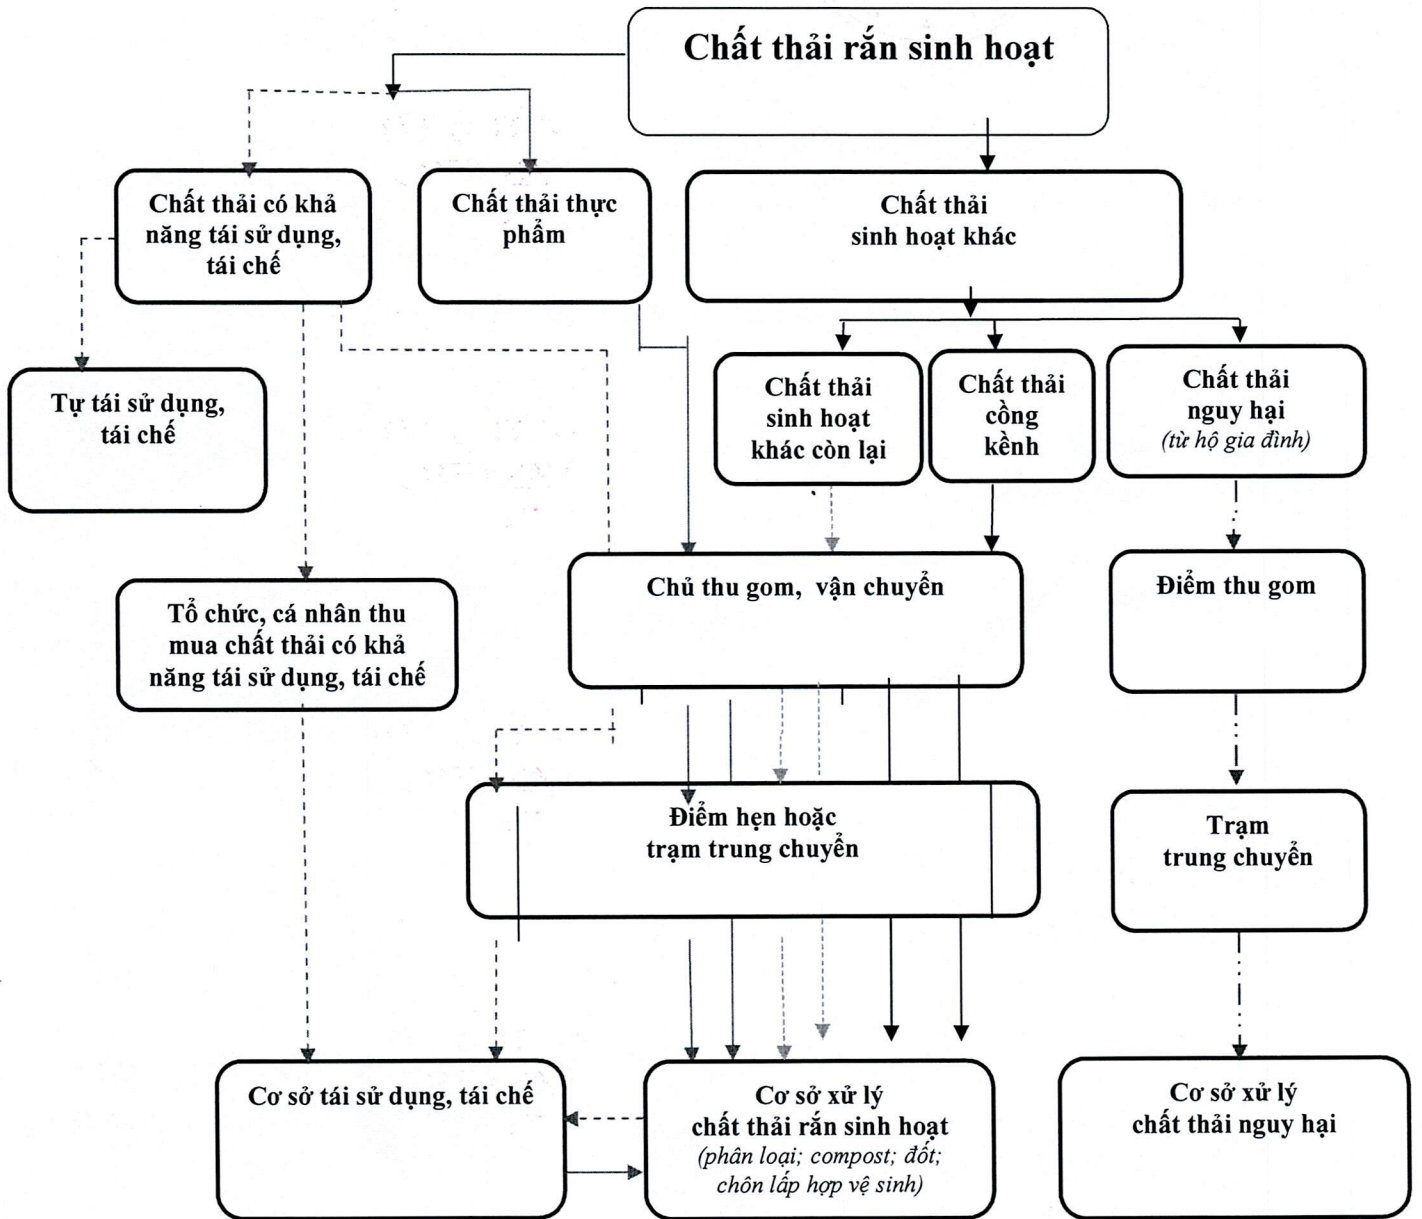 Chất thải rắn sinh hoạt
Chất thải có khả
năng tái sử dụng,
tái chế
Chất thải thực
phẩm
Chất thải
sinh hoạt khác
Tự tái sử dụng,
tái chế
Chất thải
sinh hoạt
khác còn lại
Chất thải
cồng
kềnh
Chất thải
nguy hại
(từ hộ gia đình)
Tổ chức, cá nhân thu
mua chất thải có khả
năng tái sử dụng, tái chế
Chủ thu gom, vận chuyển
Điểm thu gom
Điểm hẹn hoặc
trạm trung chuyển
Trạm
trung chuyển
Cơ sở tái sử dụng, tái chế
Cơ sở xử lý
chất thải rắn sinh hoạt
(phân loại; compost; đốt;
chôn lấp hợp vệ sinh)
Cơ sở xử lý
chất thải nguy hại